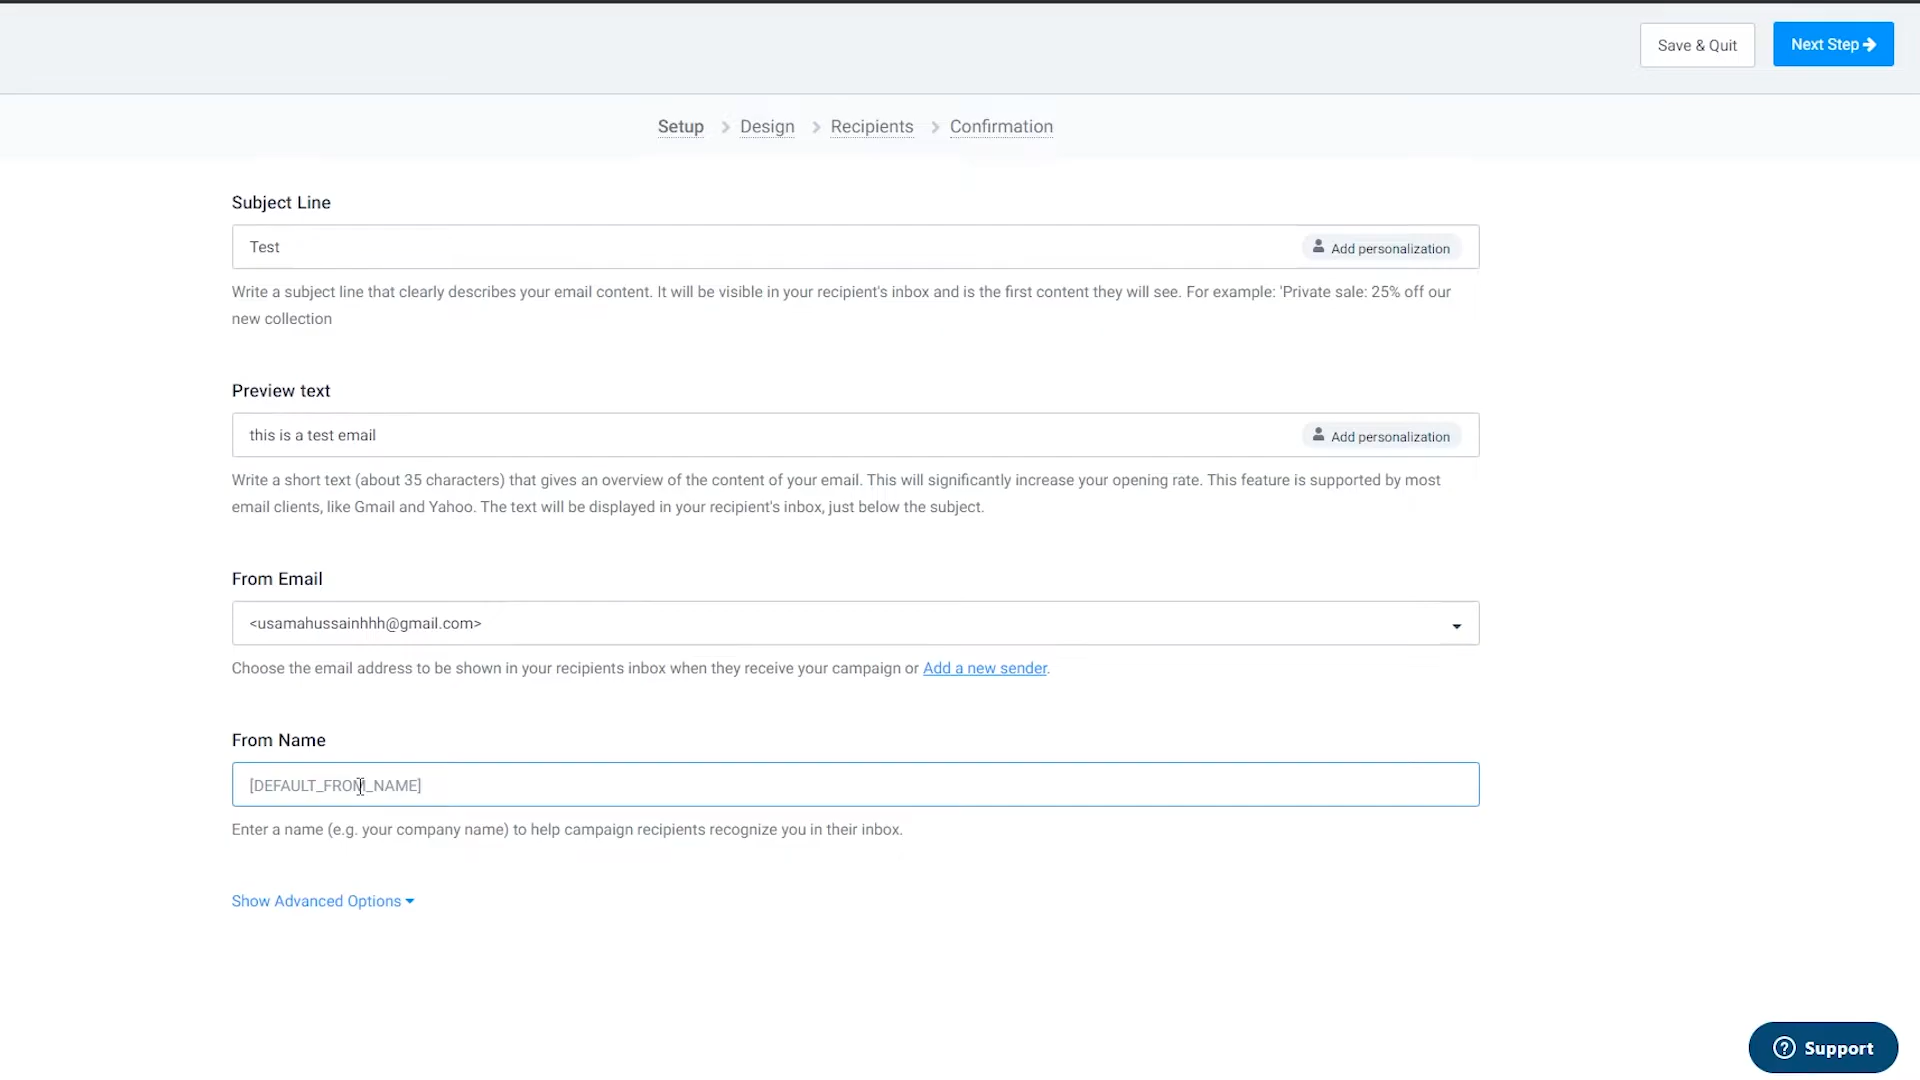 Save & Quit
Next Step
Setup
Design
Recipients
Confirmation
Subject Line
Test
Add personalization
Write a subject line that clearly describes your email content. It will be visible in your recipient's inbox and is the first content they will see. For example: 'Private sale: 25% off our
new collection
Preview text
this is a test email
Add personalization
Write a short text (about 35 characters) that gives an overview of the content of your email. This will significantly increase your opening rate. This feature is supported by most
email clients, like Gmail and Yahoo. The text will be displayed in your recipient's inbox, just below the subject.
From Email
<usamahussainhhh@gmail.com>
Choose the email address to be shown in your recipients inbox when they receive your campaign or Add a new sender.
From Name
[DEFAULT_FROM_NAME]
Enter a name (e.g. your company name) to help campaign recipients recognize you in their inbox.
Show Advanced Options
Support